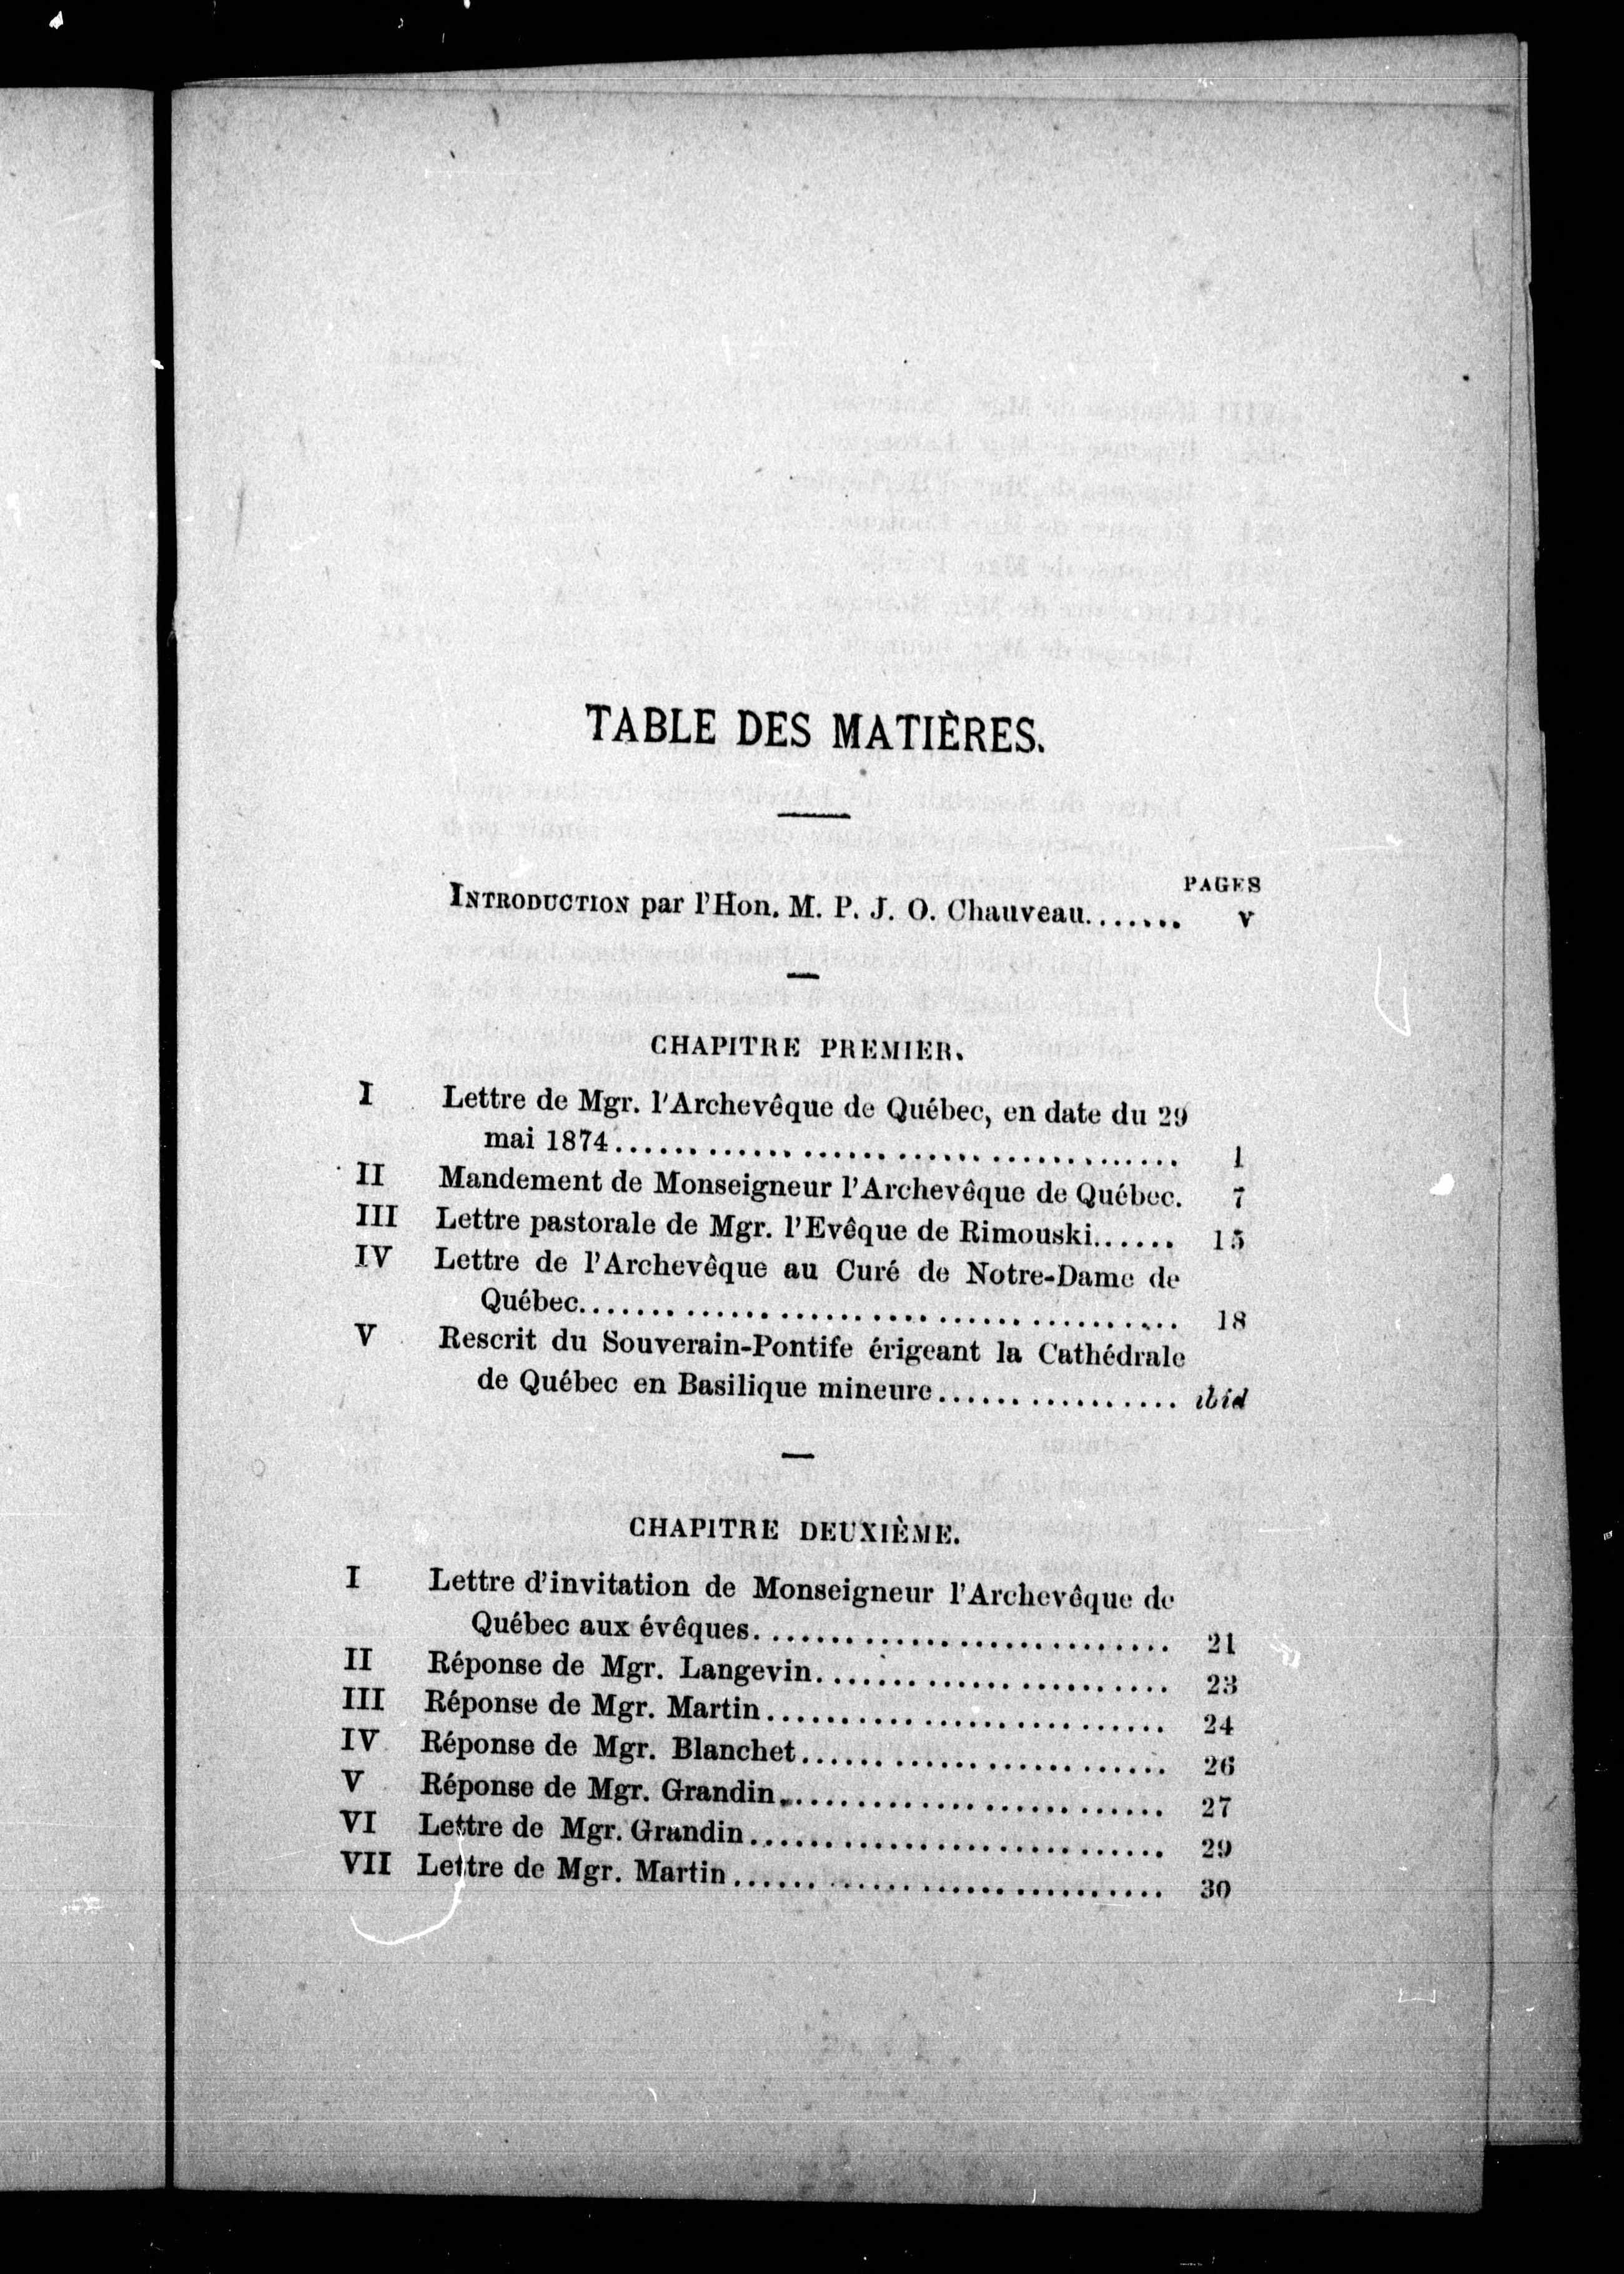 TABLE DES MATIÈRES.
PAGES
INTRODUCTION par l'Hon. M. P. J. O. Chauveau....... v
CHAPITRE PREMIER.
I Lettre de Mgr. l'Archevêque de Québec, en date du 29
mai 1874...................................... 1
II Mandement de Monseigneur l'Archevêque de Québec. 7
III Lettre pastorale de Mgr. l'Evêque de Rimouski...... 15
IV Lettre de l'Archevêque au Curé de Notre-Dame de
Québec........................................ 18
V Rescrit du Souverain-Pontife érigeant la Cathédrale
de Québec en Basilique mineure................ ibid
CHAPITRE DEUXIÈME.
I Lettre d'invitation de Monseigneur l'Archevêque de
Québec aux évêques............................ 21
II Réponse de Mgr. Langevin........................ 23
III Réponse de Mgr. Martin........................... 24
IV Réponse de Mgr. Blanchet........................ 26
V Réponse de Mgr. Grandin.......................... 27
VI Lettre de Mgr. Grandin............................ 29
VII Lettre de Mgr. Martin............................. 30